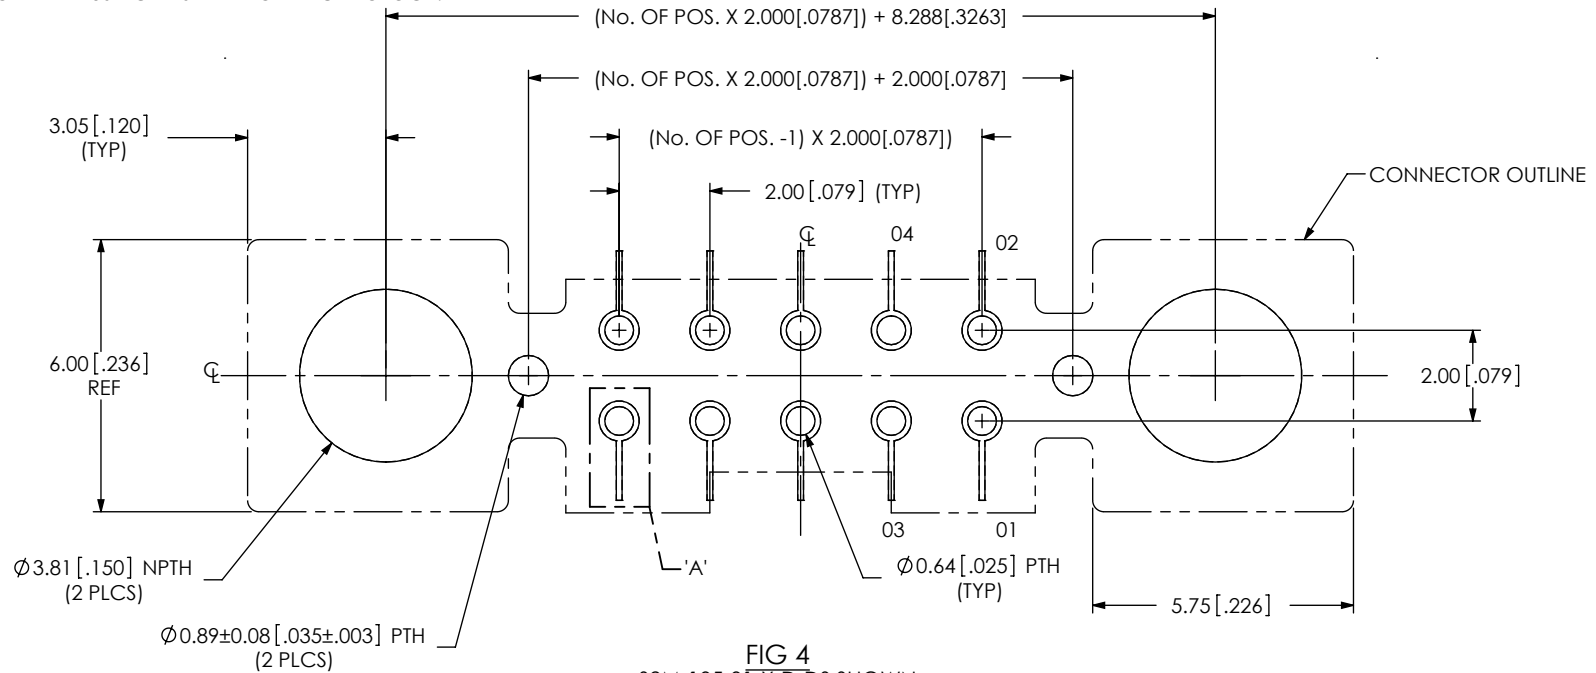 (No. OF POS. X 2.000[.0787]) + 8.288[.3263]
(No. OF POS. X 2.000[.0787]) + 2.000[.0787]
3.05[.120]
(TYP)
(No. OF POS. -1) X 2.000[.0787])
2.00[.079] (TYP)
CONNECTOR OUTLINE
℄
04
02
6.00[.236]
REF
℄
2.00[.079]
03
01
'A'
Ø3.81[.150] NPTH
(2 PLCS)
Ø0.64[.025] PTH
(TYP)
5.75[.226]
Ø0.89±0.08[.035±.003] PTH
(2 PLCS)
FIG 4